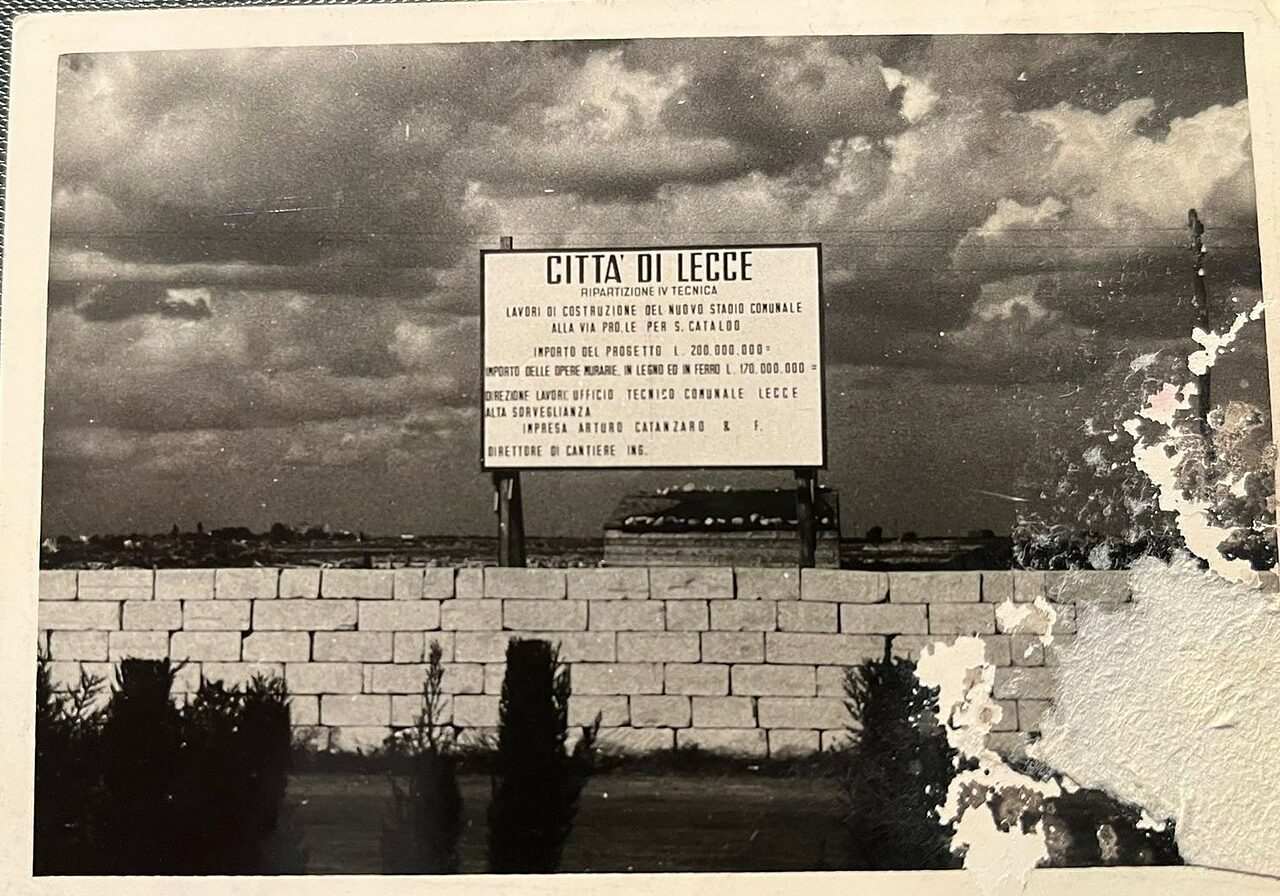 CITTA' DI LECCE
RIPARTIZIONE IV TECNICA
LAVORI DI COSTRUZIONE DEL NUOVO STADIO COMUNALE
ALLA VIA PRO.LE PER S. CATALDO
IMPORTO DEL PROGETTO L. 200.000.000=
IMPORTO DELLE OPERE MURARIE, IN LEGNO ED IN FERRO L. 170.000.000=
DIREZIONE LAVORI: UFFICIO TECNICO COMUNALE LECCE
ALTA SORVEGLIANZA
IMPRESA ARTURO CATANZARO & F.
DIRETTORE DI CANTIERE ING.